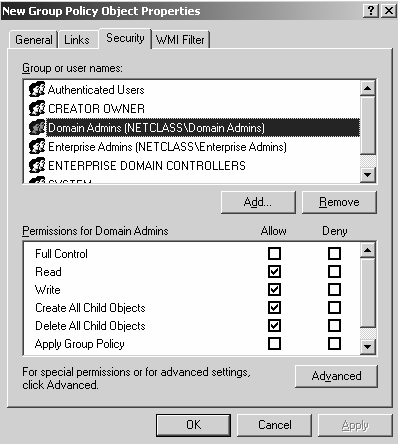 New Group Policy Object Properties
General Links Security WMI Filter
Group or user names:
Authenticated Users
CREATOR OWNER
Domain Admins (NETCLASS\Domain Admins)
Enterprise Admins (NETCLASS\Enterprise Admins)
ENTERPRISE DOMAIN CONTROLLERS
SYSTEM
Add... Remove
Permissions for Domain Admins Allow Deny
Full Control
Read
Write
Create All Child Objects
Delete All Child Objects
Apply Group Policy
For special permissions or for advanced settings,
click Advanced.
Advanced
OK Cancel Apply